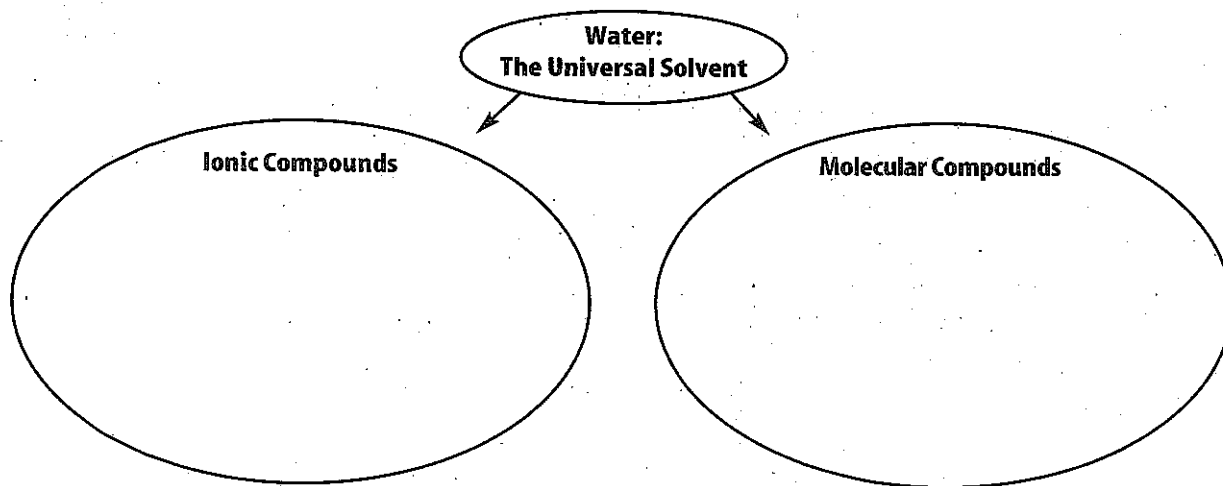 Water:
The Universal Solvent
Ionic Compounds
Molecular Compounds